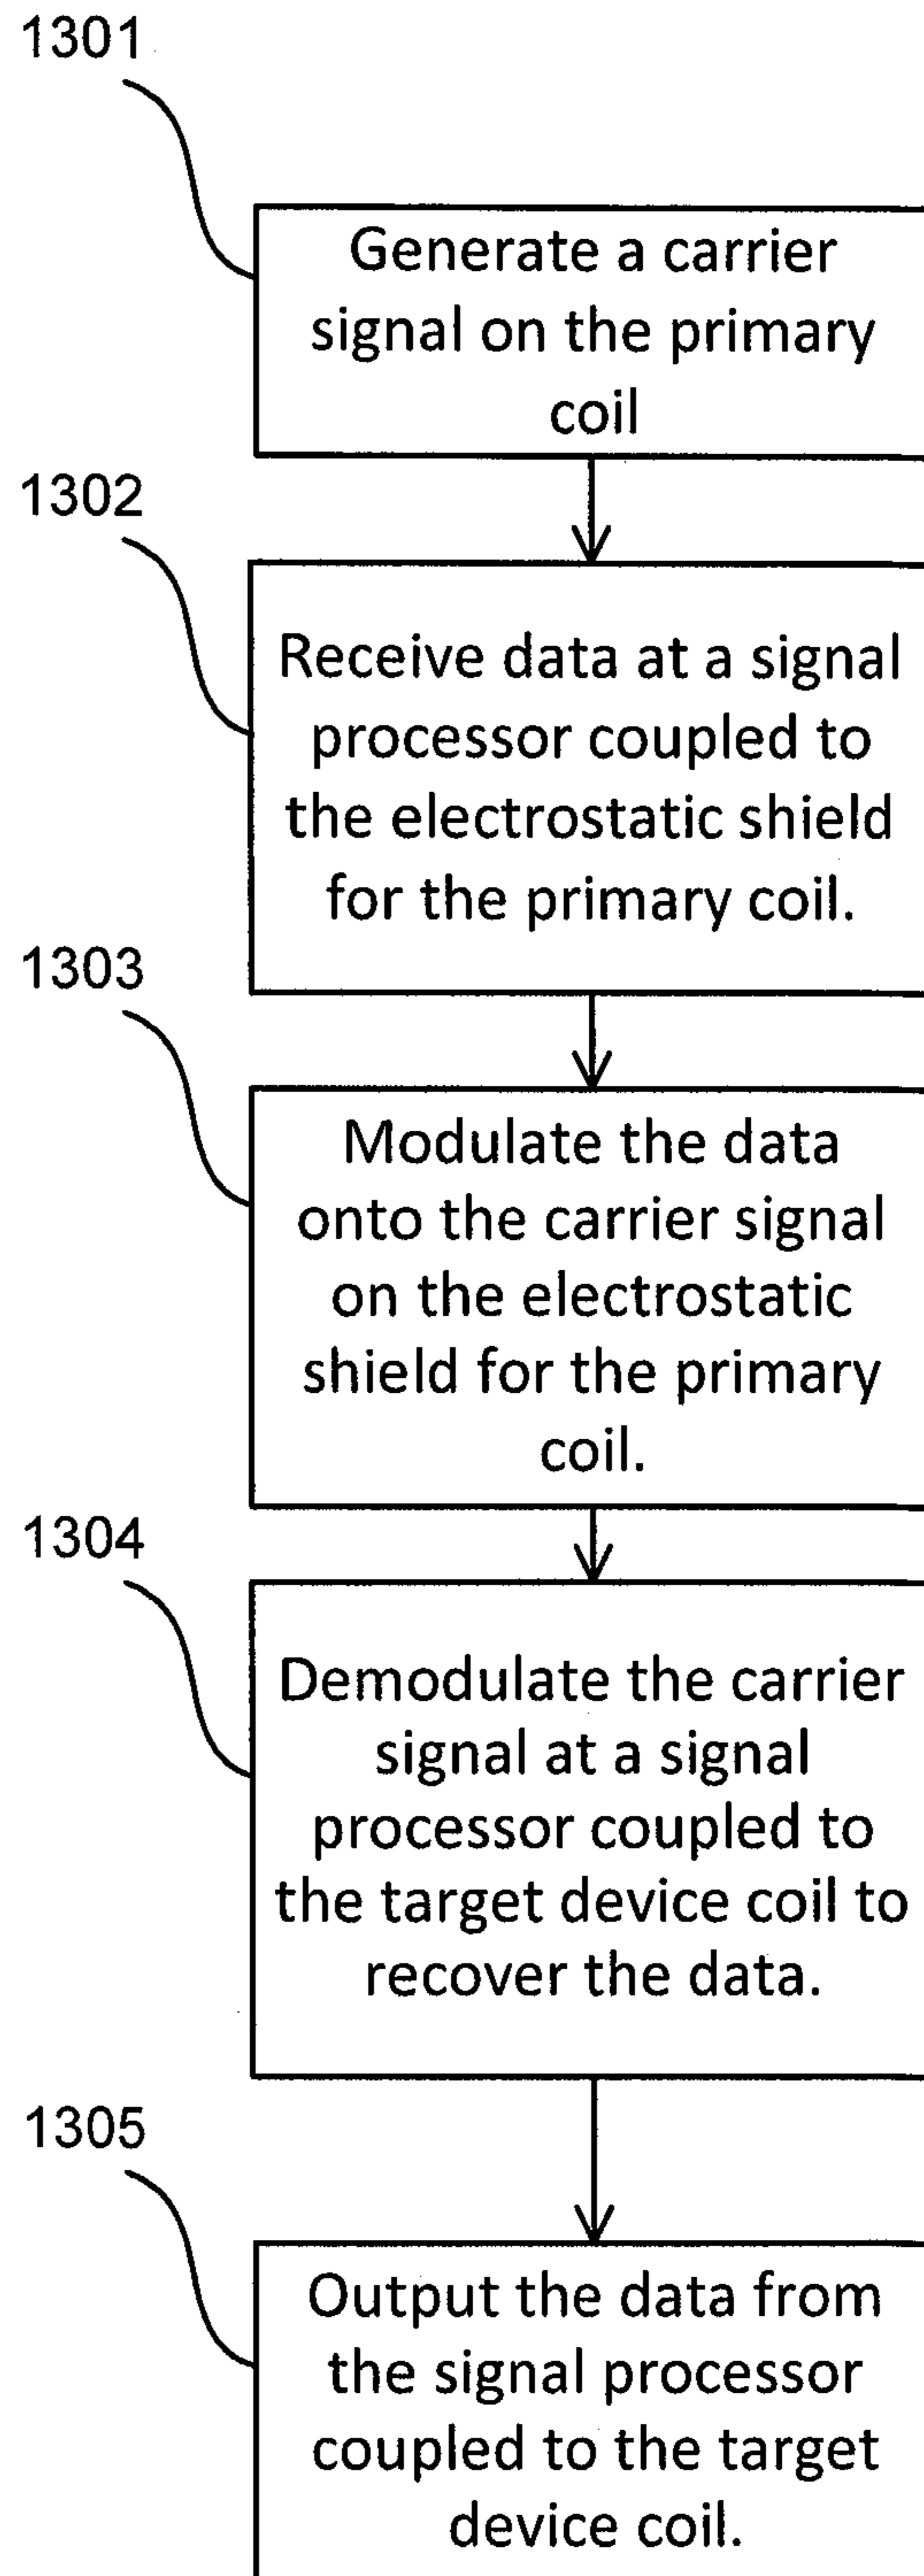 1301
Generate a carrier
signal on the primary
coil
1302
Receive data at a signal
processor coupled to
the electrostatic shield
for the primary coil.
1303
Modulate the data
onto the carrier signal
on the electrostatic
shield for the primary
coil.
1304
Demodulate the carrier
signal at a signal
processor coupled to
the target device coil to
recover the data.
1305
Output the data from
the signal processor
coupled to the target
device coil.